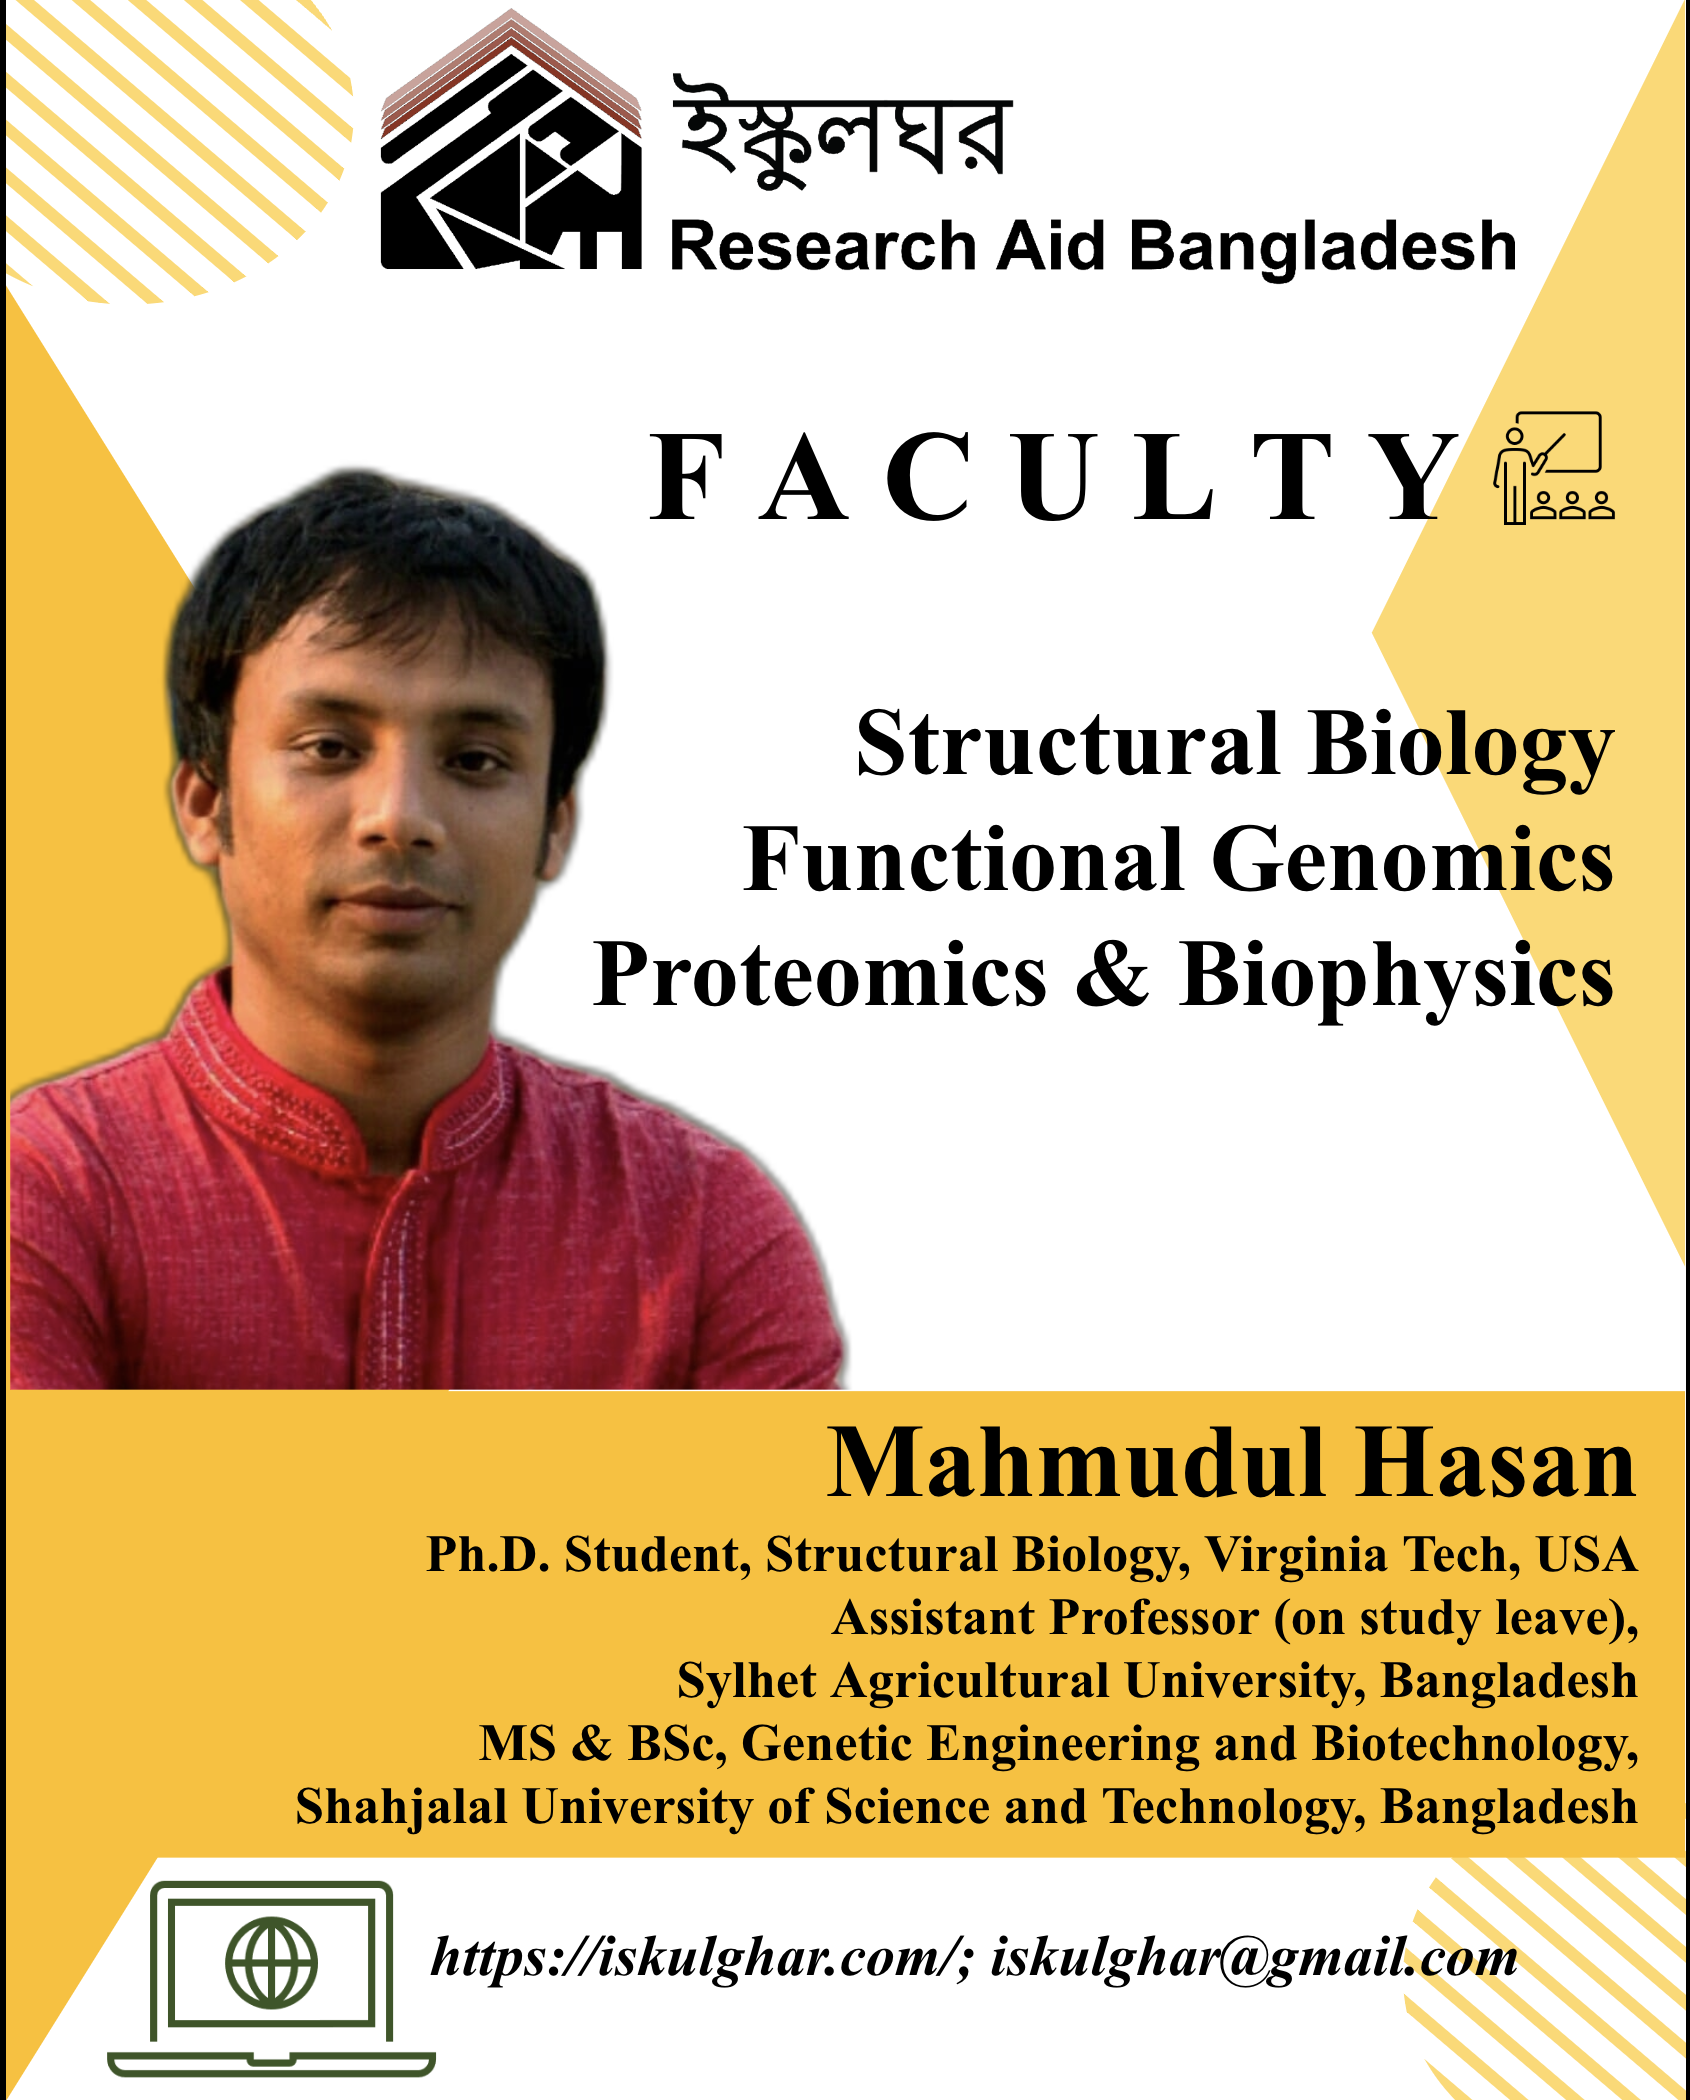 ইস্কুলঘর
Research Aid Bangladesh
FACULTY
Structural Biology
Functional Genomics
Proteomics & Biophysics
Mahmudul Hasan
Ph.D. Student, Structural Biology, Virginia Tech, USA
Assistant Professor (on study leave),
Sylhet Agricultural University, Bangladesh
MS & BSc, Genetic Engineering and Biotechnology,
Shahjalal University of Science and Technology, Bangladesh
https://iskulghar.com/; iskulghar@gmail.com